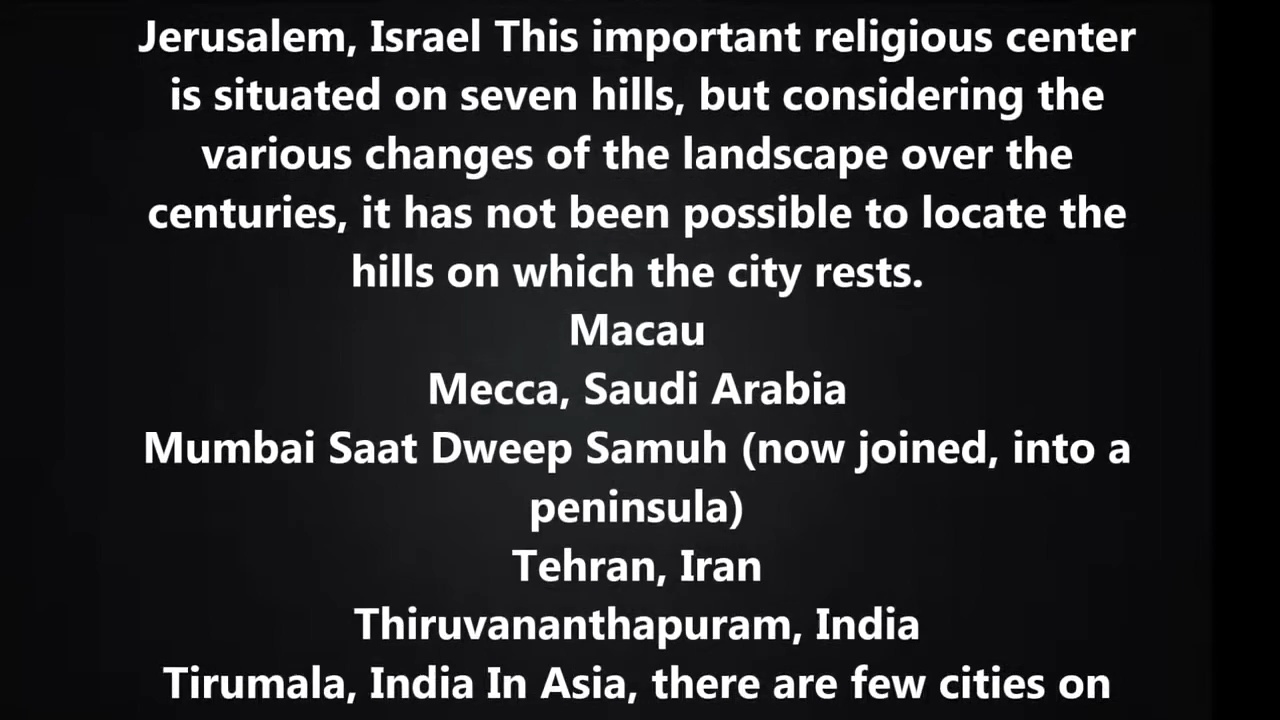 Jerusalem, Israel This important religious center
is situated on seven hills, but considering the
various changes of the landscape over the
centuries, it has not been possible to locate the
hills on which the city rests.
Macau
Mecca, Saudi Arabia
Mumbai Saat Dweep Samuh (now joined, into a
peninsula)
Tehran, Iran
Thiruvananthapuram, India
Tirumala, India In Asia, there are few cities on